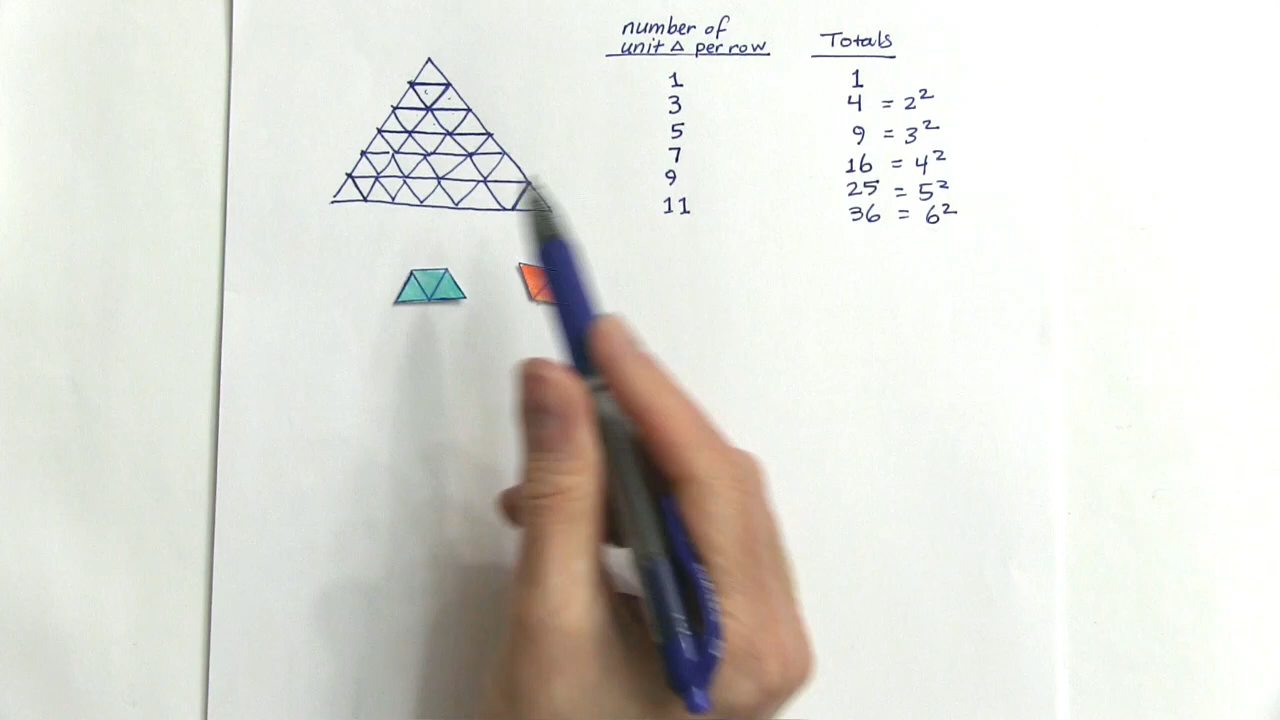 number of
unit △ per row
Totals
1 1
3 4 = 2²
5 9 = 3²
7 16 = 4²
9 25 = 5²
11 36 = 6²